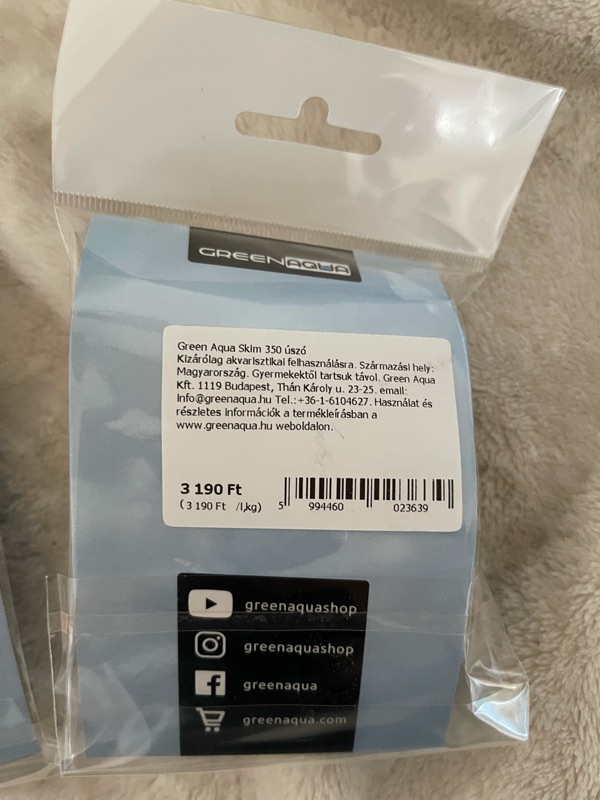 GREENAQUA
Green Aqua Skim 350 úszó
Kizárólag akvarisztikai felhasználásra. Származási hely:
Magyarország. Gyermekektől tartsuk távol. Green Aqua
Kft. 1119 Budapest, Thán Károly u. 23-25. email:
info@greenaqua.hu Tel.:+36-1-6104627. Használat és
részletes információk a termékleírásban a
www.greenaqua.hu weboldalon.
3 190 Ft
( 3 190 Ft /l,kg)
5 994460 023639
greenaquashop
greenaquashop
greenaqua
greenaqua.com